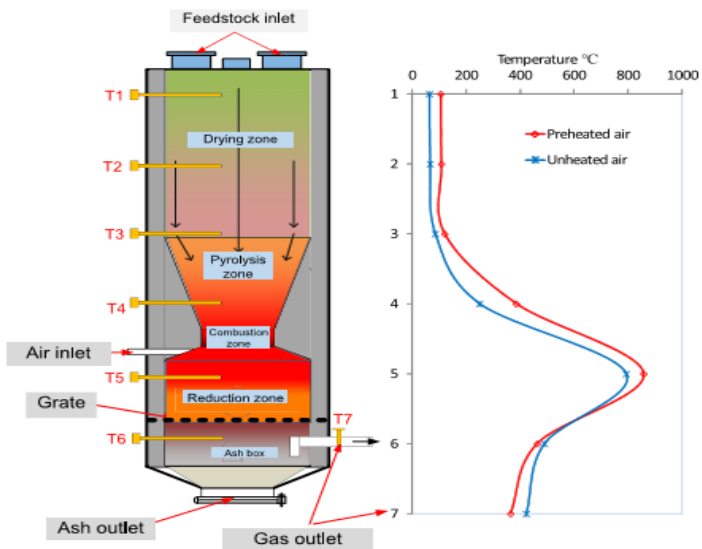 Feedstock inlet
T1
Drying zone
T2
T3
Pyrolysis
zone
T4
Combustion
zone
Air inlet
T5
Reduction zone
Grate
T7
T6
Ash box
Ash outlet
Gas outlet
Temperature °C
0 200 400 600 800 1000
1
2
3
4
5
6
7
Preheated air
Unheated air